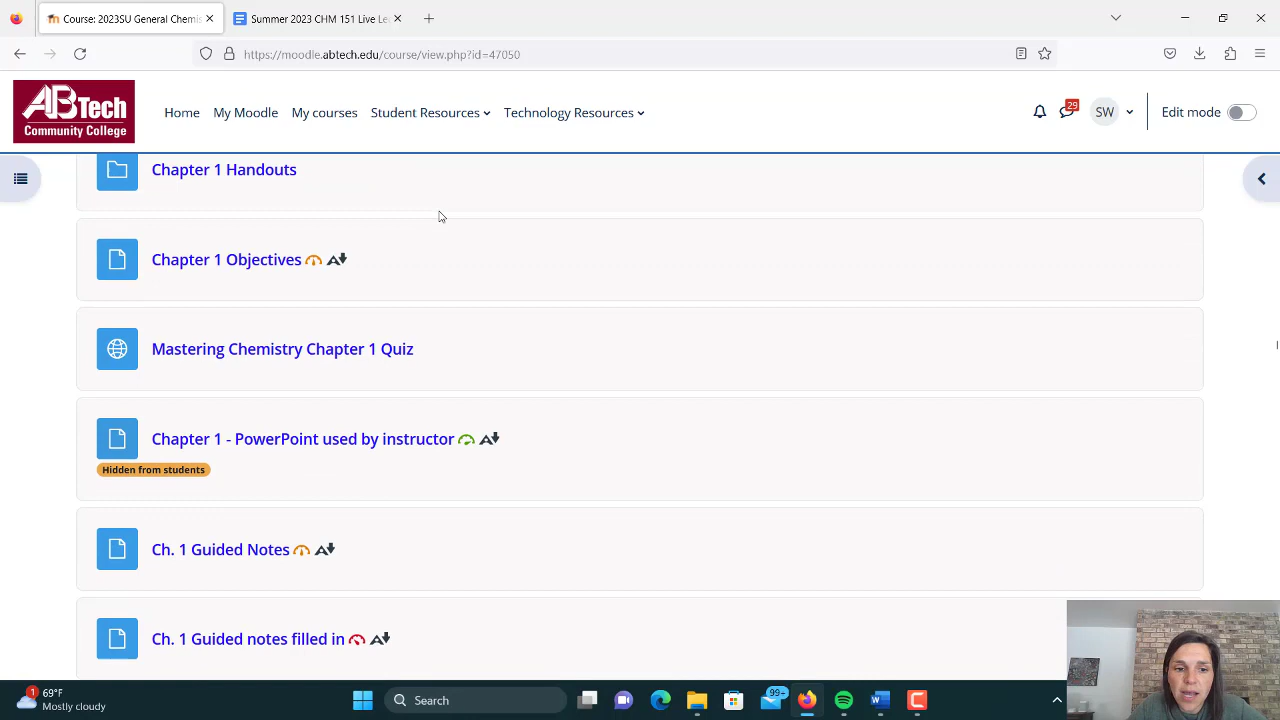 Course: 2023SU General Chemis
Summer 2023 CHM 151 Live Le
https://moodle.abtech.edu/course/view.php?id=47050
ABTech
Community College
Home
My Moodle
My courses
Student Resources
Technology Resources
29
SW
Edit mode
Chapter 1 Handouts
Chapter 1 Objectives
Mastering Chemistry Chapter 1 Quiz
Chapter 1 - PowerPoint used by instructor
Hidden from students
Ch. 1 Guided Notes
Ch. 1 Guided notes filled in
1
69°F
Mostly cloudy
Search
99+